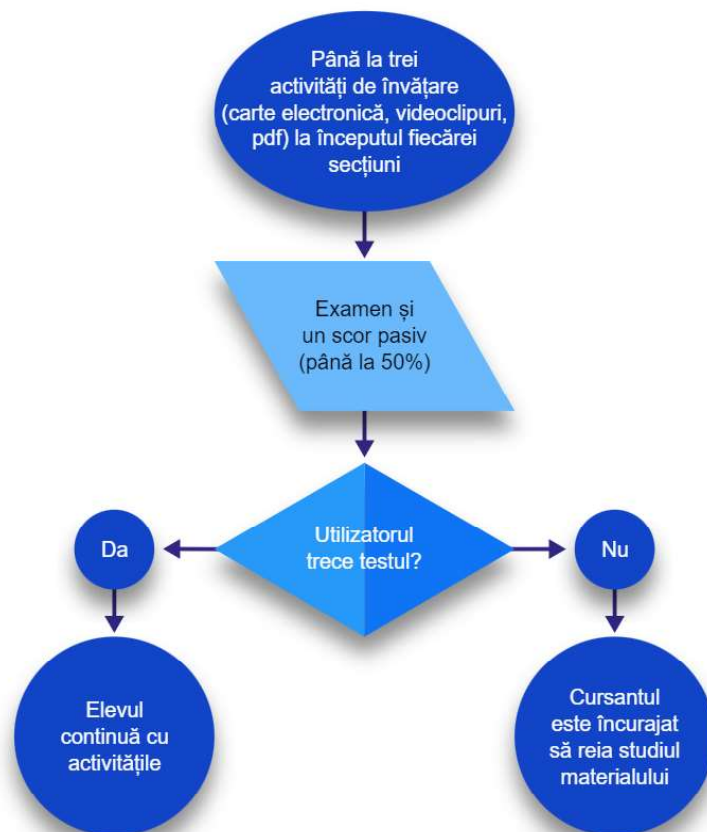 Până la trei
activități de învățare
(carte electronică, videoclipuri,
pdf) la începutul fiecărei
secțiuni
Examen și
un scor pasiv
(până la 50%)
Utilizatorul
trece testul?
Da
Nu
Elevul
continuă cu
activitățile
Cursantul
este încurajat
să reia studiul
materialului